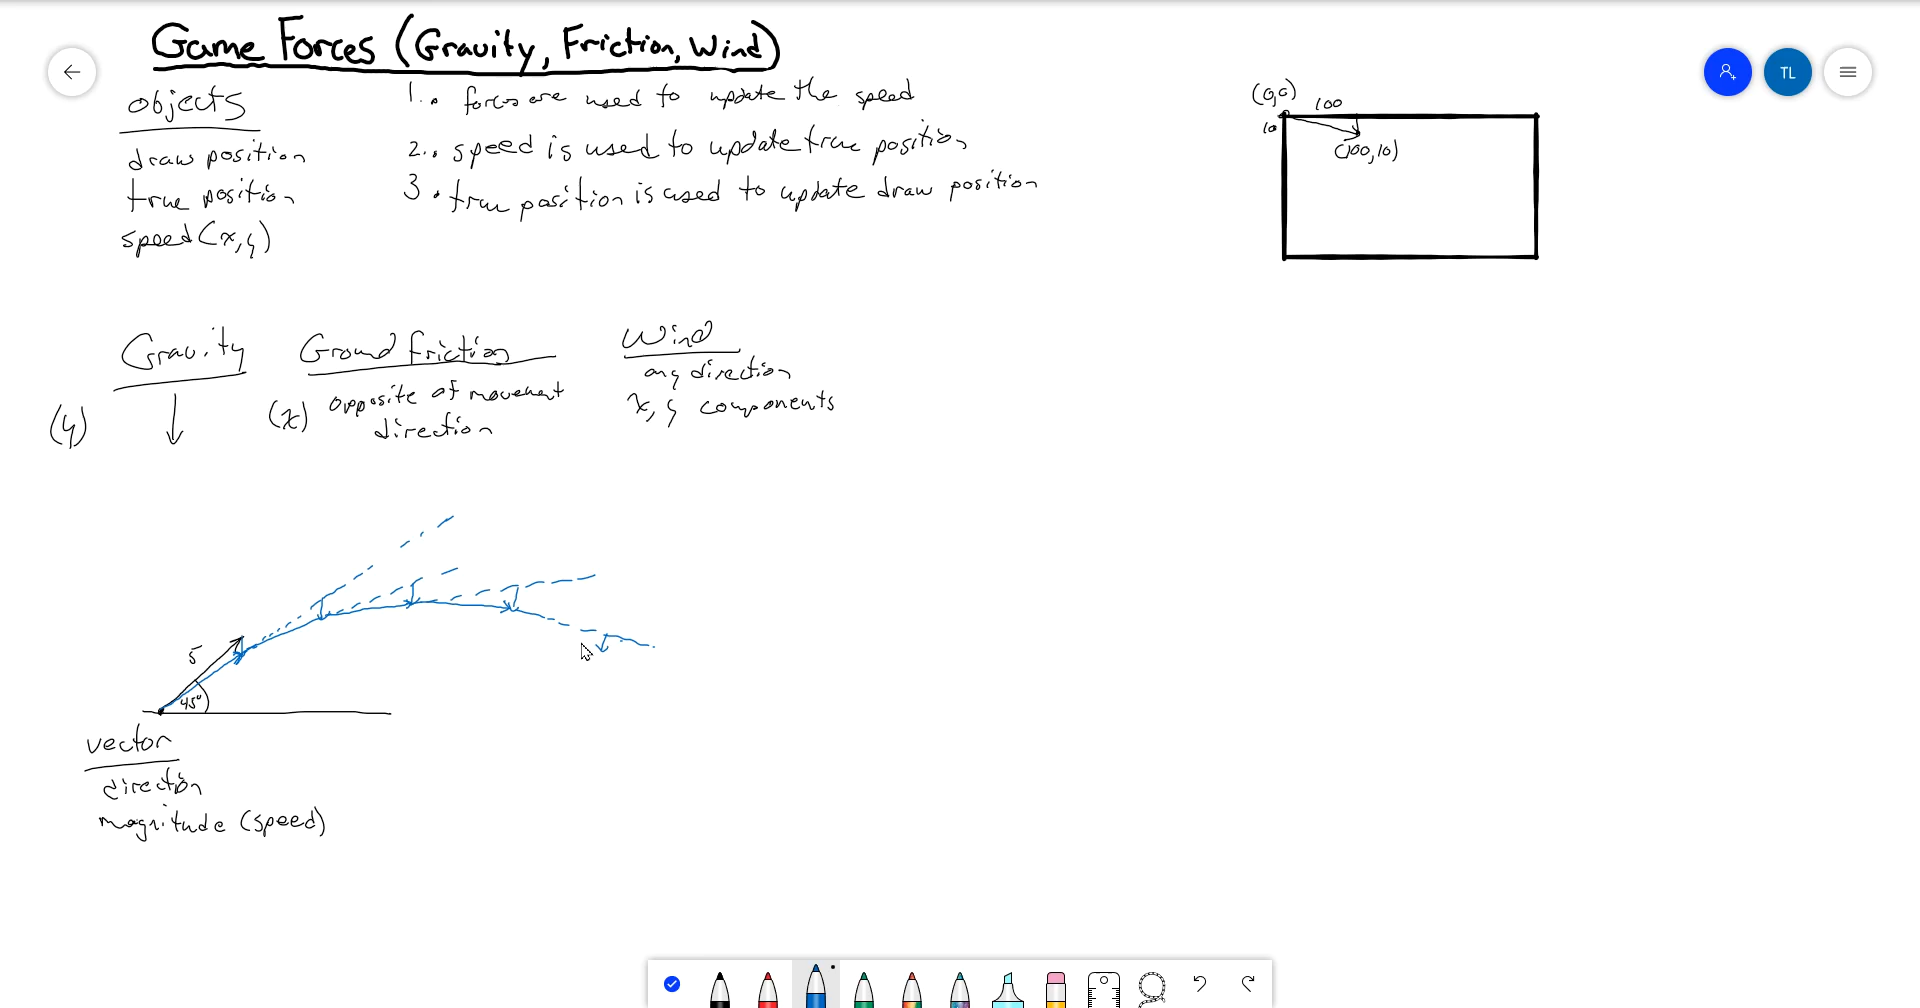 Game Forces (Gravity, Friction, Wind)
objects
draw position
true position
speed (x,y)
1.. forces are used to update the speed
2.. speed is used to update true position
3. true position is used to update draw position
(0,0)
100
10
(100,10)
TL
Gravity
(y)
Ground friction
(x) opposite of movement
direction
Wind
any direction
x, y components
5
45°
vector
direction
magnitude (speed)